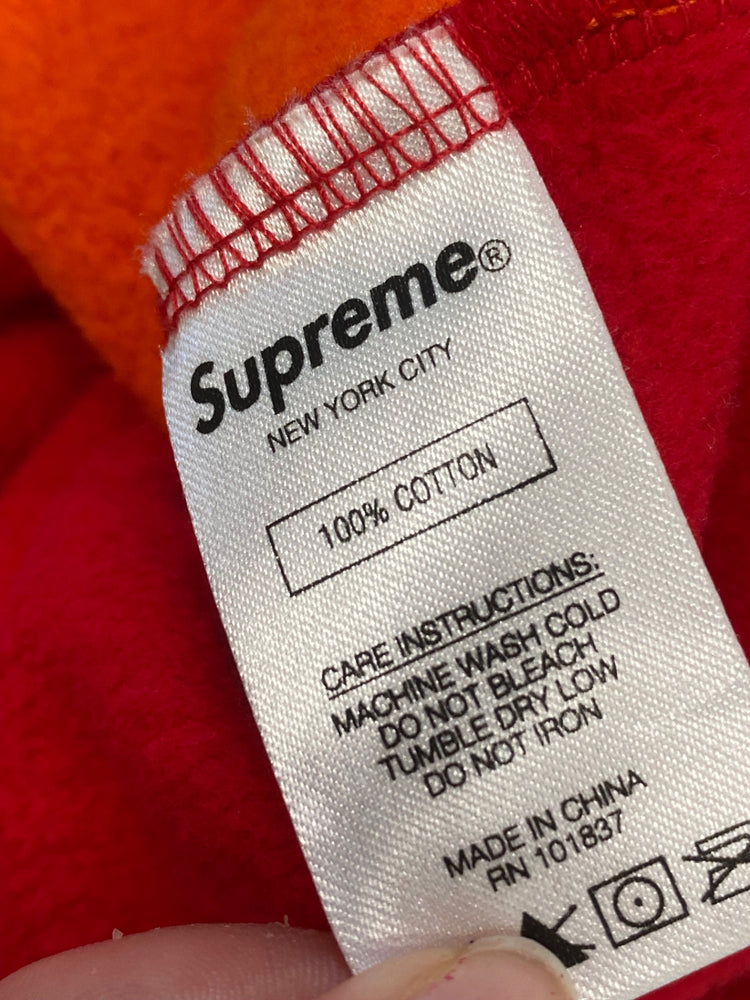 Supreme®
NEW YORK CITY
100% COTTON
CARE INSTRUCTIONS:
MACHINE WASH COLD
DO NOT BLEACH
TUMBLE DRY LOW
DO NOT IRON
MADE IN CHINA
RN 101837